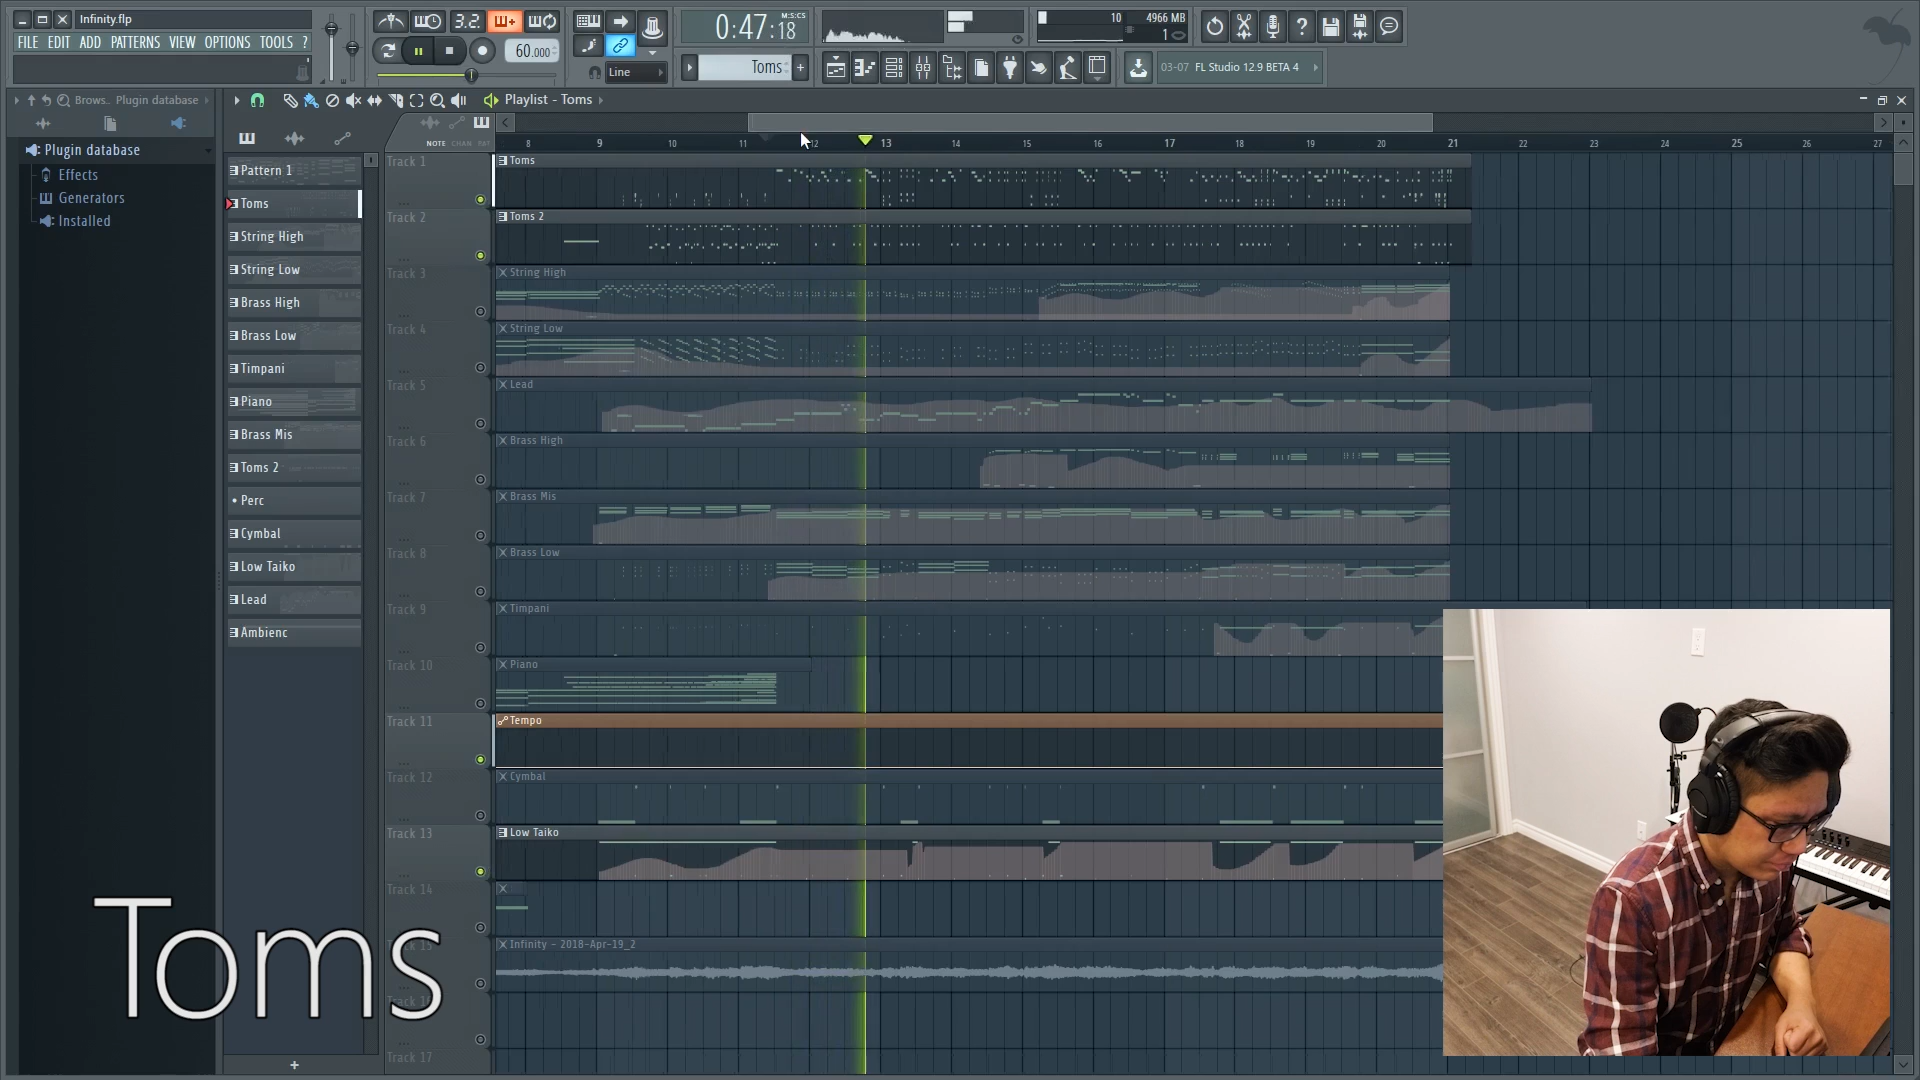 Infinity.flp
FILE EDIT ADD PATTERNS VIEW OPTIONS TOOLS ?
3.2.
60.000
Line
0:47:18
M:S:CS
Toms
10
4966 MB
1
03-07 FL Studio 12.9 BETA 4
Brows.. Plugin database
Playlist - Toms
Plugin database
Effects
Generators
Installed
NOTE CHAN PAT
8 9 10 11 12 13 14 15 16 17 18 19 20 21 22 23 24 25 26 27
Pattern 1
Toms
String High
String Low
Brass High
Brass Low
Timpani
Piano
Brass Mis
Toms 2
Perc
Cymbal
Low Taiko
Lead
Ambienc
Track 1
Toms
Track 2
Toms 2
Track 3
String High
Track 4
String Low
Track 5
Lead
Track 6
Brass High
Track 7
Brass Mis
Track 8
Brass Low
Track 9
Timpani
Track 10
Piano
Track 11
Tempo
Track 12
Cymbal
Track 13
Low Taiko
Track 14
Infinity - 2018-Apr-19_2
Track 17
Toms